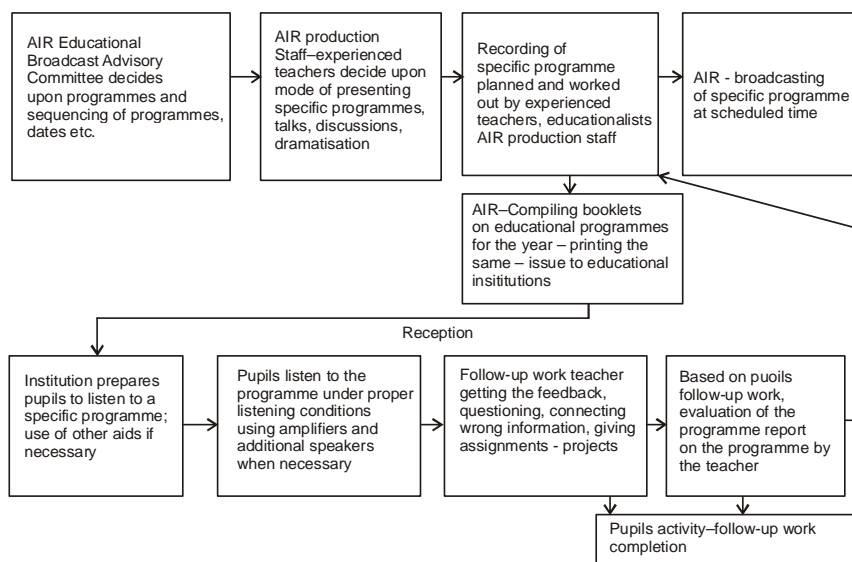 AIR Educational
Broadcast Advisory
Committee decides
upon programmes and
sequencing of programmes,
dates etc.
AIR production
Staff–experienced
teachers decide upon
mode of presenting
specific programmes,
talks, discussions,
dramatisation
Recording of
specific programme
planned and worked
out by experienced
teachers, educationalists
AIR production staff
AIR - broadcasting
of specific programme
at scheduled time
AIR–Compiling booklets
on educational programmes
for the year – printing the
same – issue to educational
insititutions
Reception
Institution prepares
pupils to listen to a
specific programme;
use of other aids if
necessary
Pupils listen to the
programme under proper
listening conditions
using amplifiers and
additional speakers
when necessary
Follow-up work teacher
getting the feedback,
questioning, connecting
wrong information, giving
assignments - projects
Based on puoils
follow-up work,
evaluation of the
programme report
on the programme by
the teacher
Pupils activity–follow-up work
completion